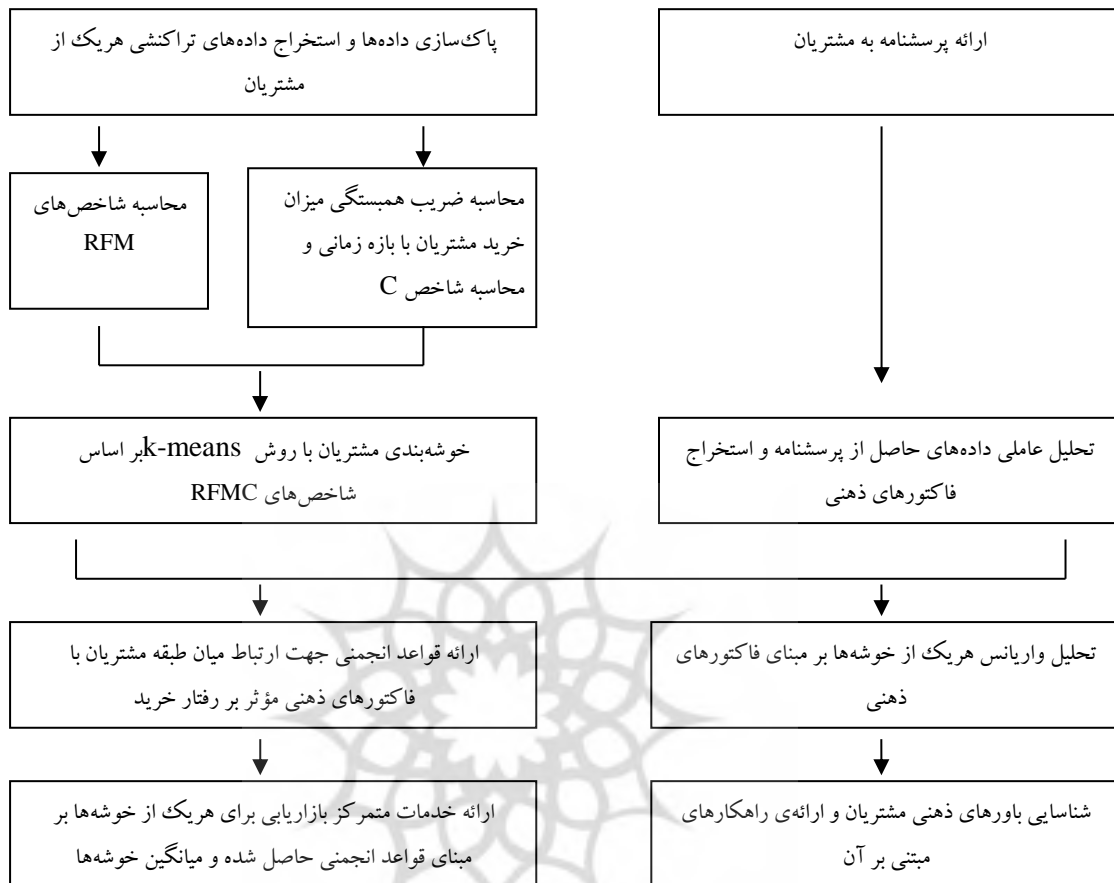 ارائه پرسشنامه به مشتریان
پاک‌سازی داده‌ها و استخراج داده‌های تراکنشی هریک از
مشتریان
محاسبه ضریب همبستگی میزان
خرید مشتریان با بازه زمانی و
محاسبه شاخص C
محاسبه شاخص‌های
RFM
تحلیل عاملی داده‌های حاصل از پرسشنامه و استخراج
فاکتورهای ذهنی
خوشه‌بندی مشتریان با روش k-means بر اساس
شاخص‌های RFMC
تحلیل واریانس هریک از خوشه‌ها بر مبنای فاکتورهای
ذهنی
ارائه قواعد انجمنی جهت ارتباط میان طبقه مشتریان با
فاکتورهای ذهنی مؤثر بر رفتار خرید
شناسایی باورهای ذهنی مشتریان و ارائه‌ی راهکارهای
مبتنی بر آن
ارائه خدمات متمرکز بازاریابی برای هریک از خوشه‌ها بر
مبنای قواعد انجمنی حاصل شده و میانگین خوشه‌ها